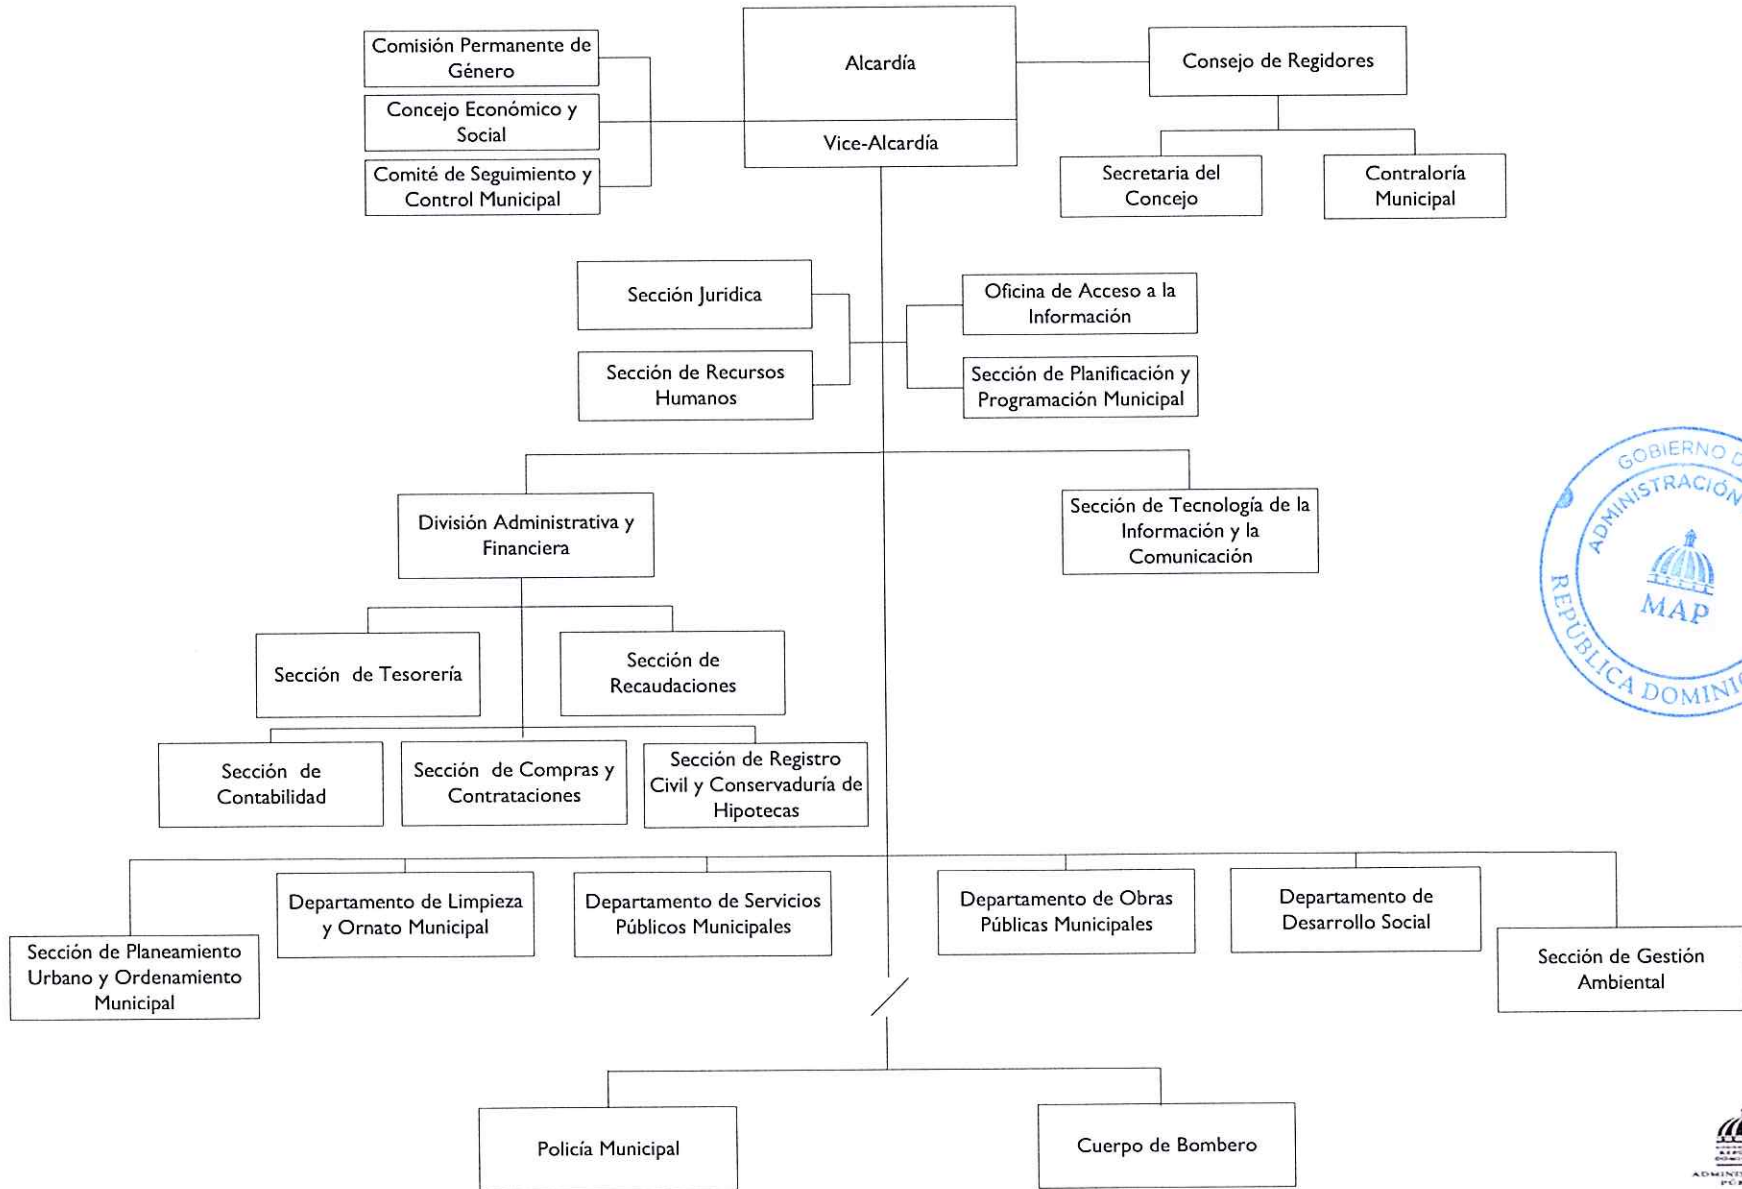 Comisión Permanente de
Género
Concejo Económico y
Social
Comité de Seguimiento y
Control Municipal
Alcardía
Vice-Alcardía
Consejo de Regidores
Secretaria del
Concejo
Contraloría
Municipal
Sección Juridica
Sección de Recursos
Humanos
Oficina de Acceso a la
Información
Sección de Planificación y
Programación Municipal
División Administrativa y
Financiera
Sección de Tecnología de la
Información y la
Comunicación
Sección de Tesorería
Sección de
Recaudaciones
Sección de
Contabilidad
Sección de Compras y
Contrataciones
Sección de Registro
Civil y Conservaduría de
Hipotecas
Sección de Planeamiento
Urbano y Ordenamiento
Municipal
Departamento de Limpieza
y Ornato Municipal
Departamento de Servicios
Públicos Municipales
Departamento de Obras
Públicas Municipales
Departamento de
Desarrollo Social
Sección de Gestión
Ambiental
Policía Municipal
Cuerpo de Bombero
GOBIERNO D
ADMINISTRACIÓN
MAP
REPÚBLICA DOMINI